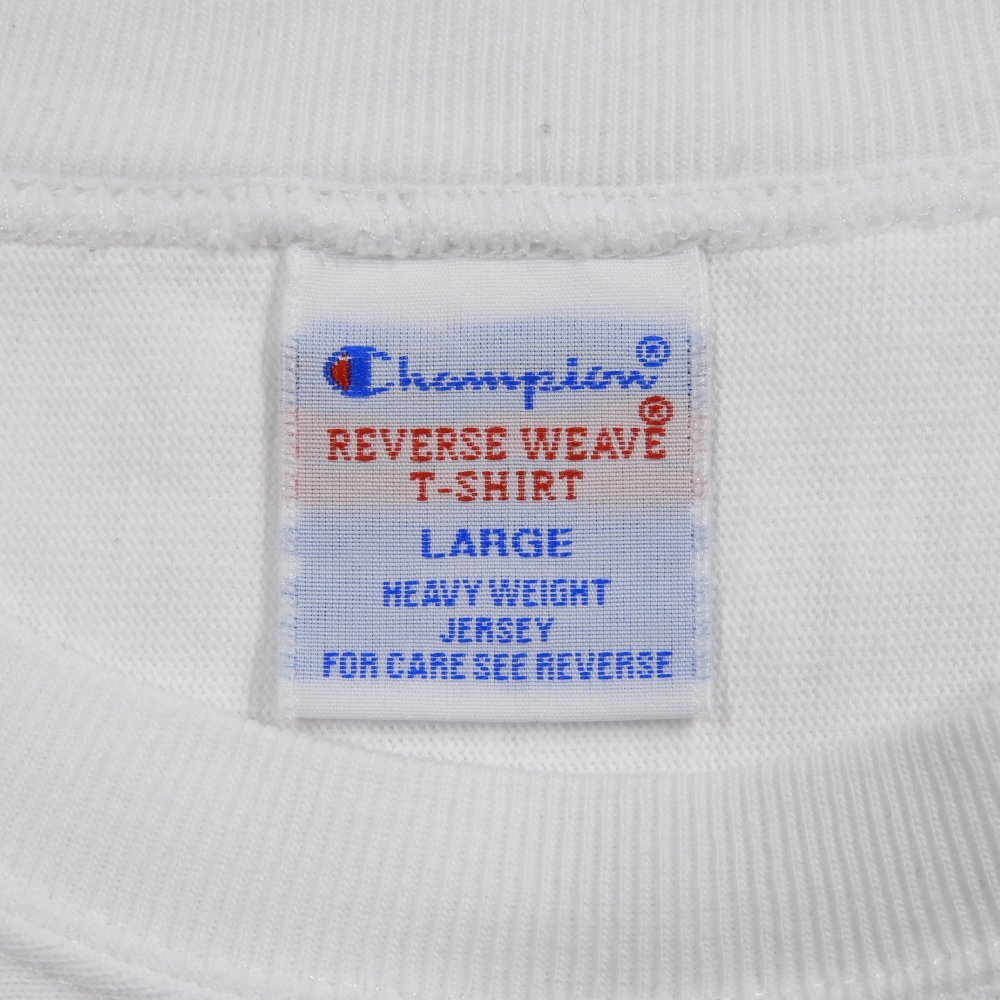 Champion®
REVERSE WEAVE®
T-SHIRT
LARGE
HEAVY WEIGHT
JERSEY
FOR CARE SEE REVERSE